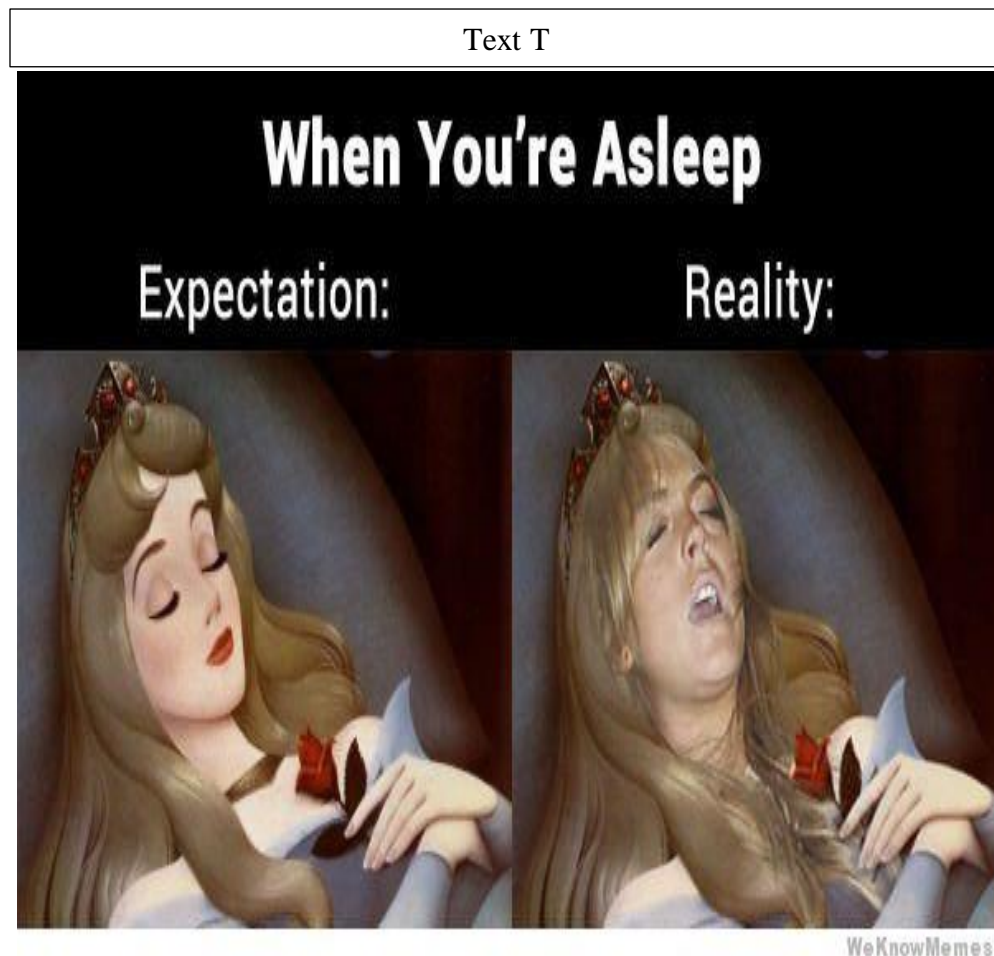 Text T
When You're Asleep
Expectation:
Reality:
WeKnowMemes